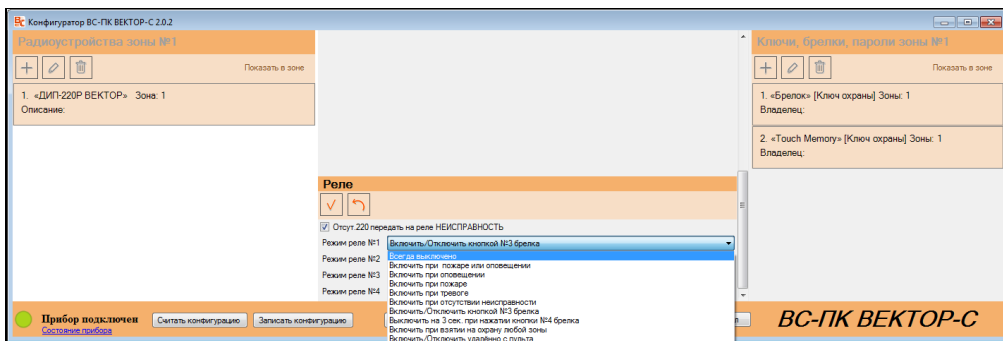 Конфигуратор ВС-ПК ВЕКТОР-С 2.0.2
Радиоустройства зоны №1
Показать в зоне
1. «ДИП-220Р ВЕКТОР» Зона: 1
Описание:
Реле
Отсут.220 передать на реле НЕИСПРАВНОСТЬ
Режим реле №1 Включить/Отключить кнопкой №3 брелка
Режим реле №2
Режим реле №3
Режим реле №4
Всегда выключено
Включить при пожаре или оповещении
Включить при оповещении
Включить при пожаре
Включить при тревоге
Включить при отсутствии неисправности
Включить/Отключить кнопкой №3 брелка
Выключить на 3 сек. при нажатии кнопки №4 брелка
Включить при взятии на охрану любой зоны
Включить/Отключить удалённо с пульта
Ключи, брелки, пароли зоны №1
Показать в зоне
1. «Брелок» [Ключ охраны] Зоны: 1
Владелец:
2. «Touch Memory» [Ключ охраны] Зоны: 1
Владелец:
Прибор подключен
Состояние прибора
Считать конфигурацию
Записать конфигурацию
ВС-ПК ВЕКТОР-С